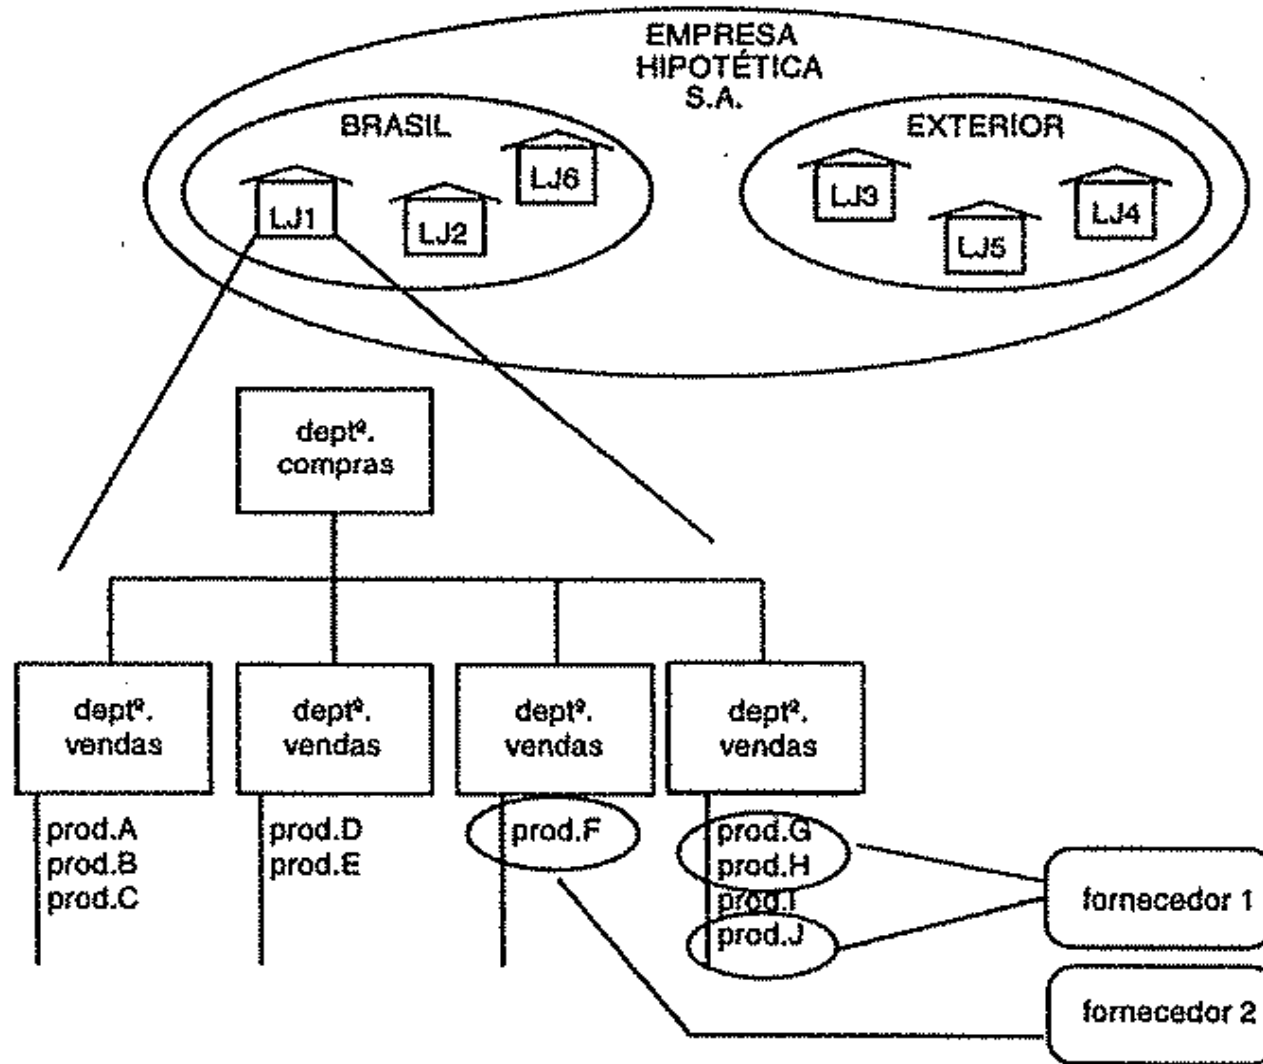 EMPRESA
HIPOTÉTICA
S.A.
BRASIL
EXTERIOR
LJ1
LJ2
LJ6
LJ3
LJ5
LJ4
deptº.
compras
deptº.
vendas
deptº.
vendas
deptº.
vendas
deptº.
vendas
prod.A
prod.B
prod.C
prod.D
prod.E
prod.F
prod.G
prod.H
prod.I
prod.J
fornecedor 1
fornecedor 2